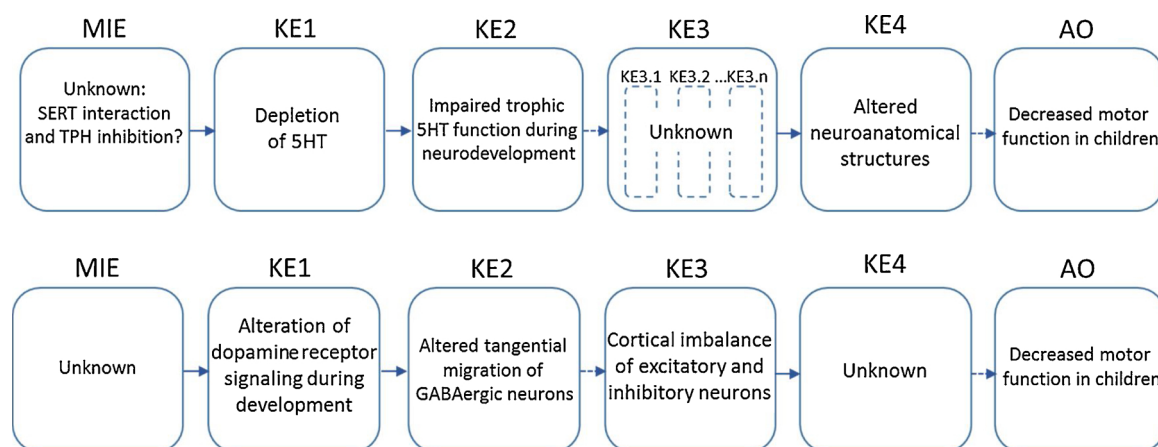 MIE KE1 KE2 KE3 KE4 AO
Unknown:
SERT interaction
and TPH inhibition?
Depletion
of 5HT
Impaired trophic
5HT function during
neurodevelopment
KE3.1 KE3.2 ...KE3.n
Unknown
Altered
neuroanatomical
structures
Decreased motor
function in children
MIE KE1 KE2 KE3 KE4 AO
Unknown
Alteration of
dopamine receptor
signaling during
development
Altered tangential
migration of
GABAergic neurons
Cortical imbalance
of excitatory and
inhibitory neurons
Unknown
Decreased motor
function in children